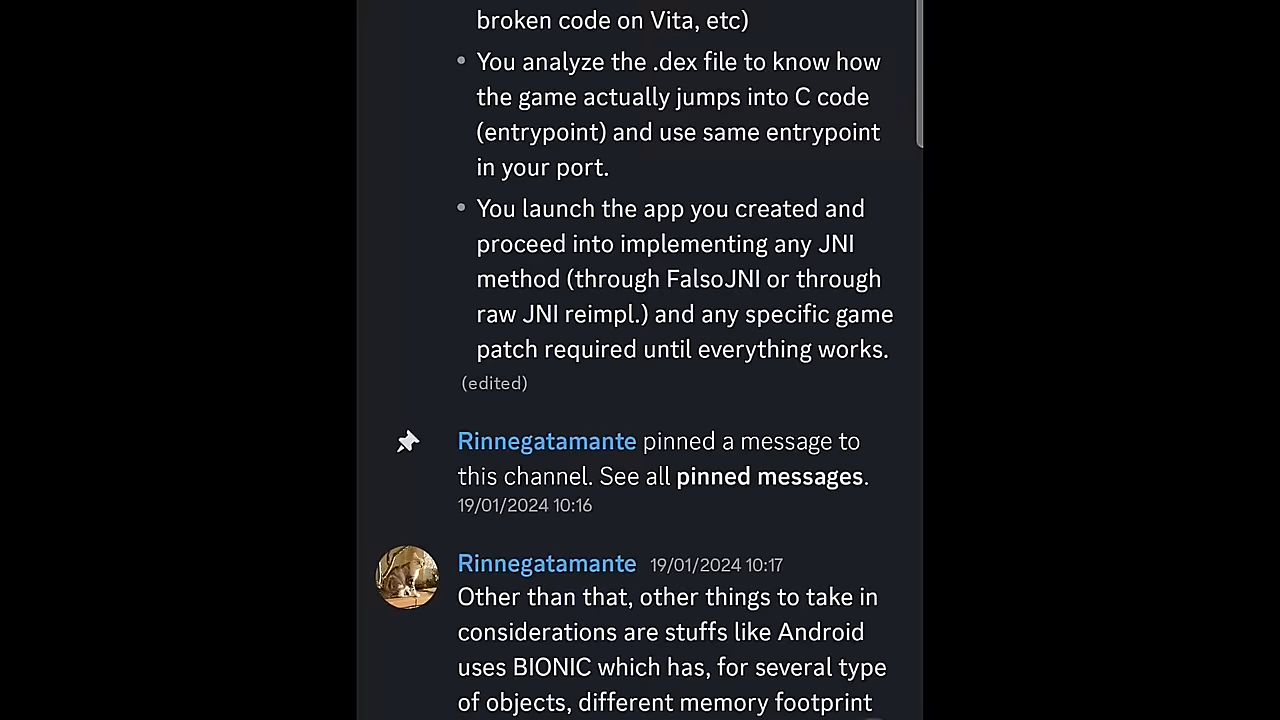 broken code on Vita, etc)
• You analyze the .dex file to know how
the game actually jumps into C code
(entrypoint) and use same entrypoint
in your port.
• You launch the app you created and
proceed into implementing any JNI
method (through FalsoJNI or through
raw JNI reimpl.) and any specific game
patch required until everything works.
(edited)
Rinnegatamante pinned a message to
this channel. See all pinned messages.
19/01/2024 10:16
Rinnegatamante 19/01/2024 10:17
Other than that, other things to take in
considerations are stuffs like Android
uses BIONIC which has, for several type
of objects, different memory footprint